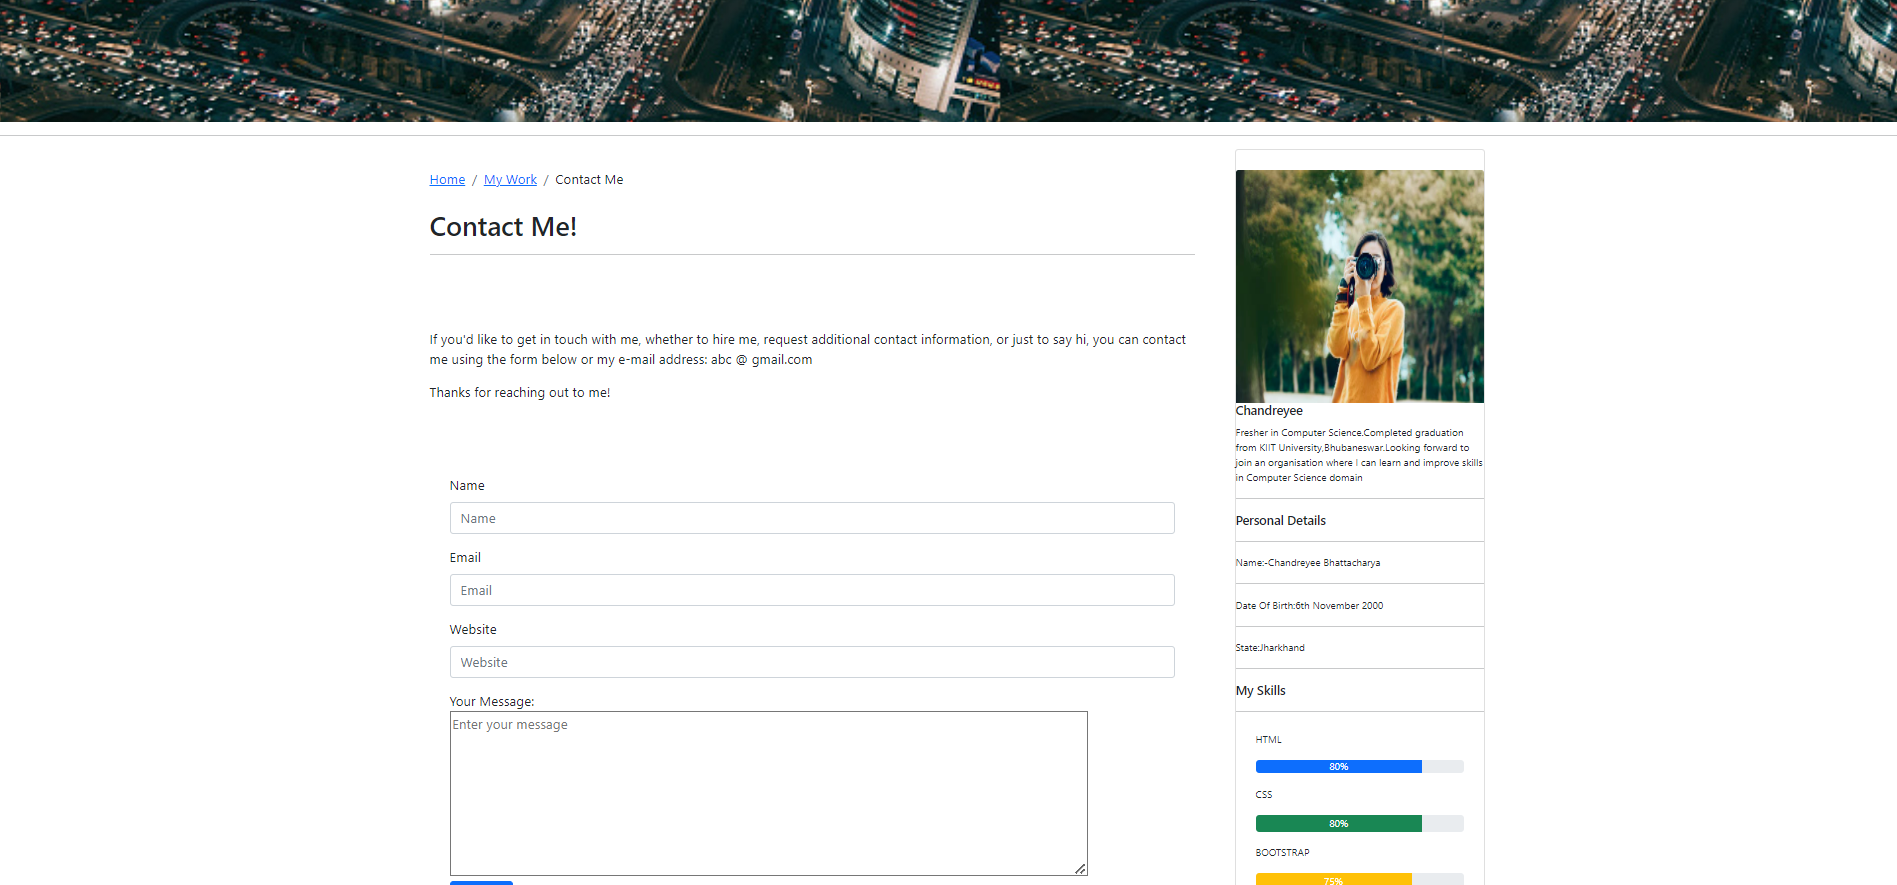 Home / My Work / Contact Me
Contact Me!
If you'd like to get in touch with me, whether to hire me, request additional contact information, or just to say hi, you can contact
me using the form below or my e-mail address: abc @ gmail.com
Thanks for reaching out to me!
Name
Name
Email
Email
Website
Website
Your Message:
Enter your message
Chandreyee
Fresher in Computer Science.Completed graduation
from KIIT University,Bhubaneswar.Looking forward to
join an organisation where I can learn and improve skills
in Computer Science domain
Personal Details
Name:-Chandreyee Bhattacharya
Date Of Birth:6th November 2000
State:Jharkhand
My Skills
HTML
80%
CSS
80%
BOOTSTRAP
75%